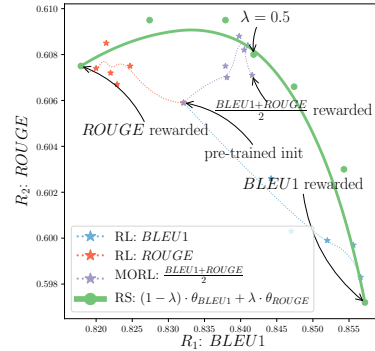 0.610
0.608
0.606
0.604
0.602
0.600
0.598
R₂: ROUGE
λ = 0.5
(BLEU1+ROUGE)/2 rewarded
ROUGE rewarded
pre-trained init
BLEU1 rewarded
RL: BLEU1
RL: ROUGE
MORL: (BLEU1+ROUGE)/2
RS: (1 − λ) · θ_BLEU1 + λ · θ_ROUGE
0.820 0.825 0.830 0.835 0.840 0.845 0.850 0.855
R₁: BLEU1